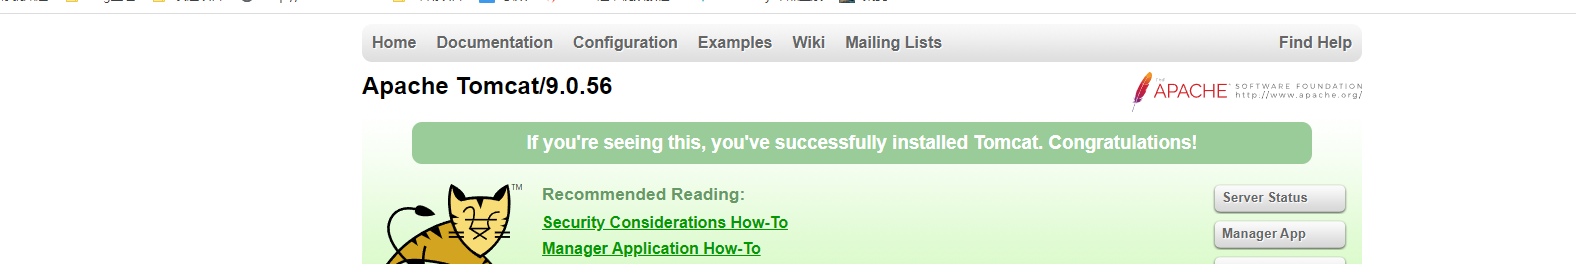 Home Documentation Configuration Examples Wiki Mailing Lists Find Help
Apache Tomcat/9.0.56
THE
APACHE SOFTWARE FOUNDATION
http://www.apache.org/
If you're seeing this, you've successfully installed Tomcat. Congratulations!
TM
Recommended Reading:
Security Considerations How-To
Manager Application How-To
Server Status
Manager App